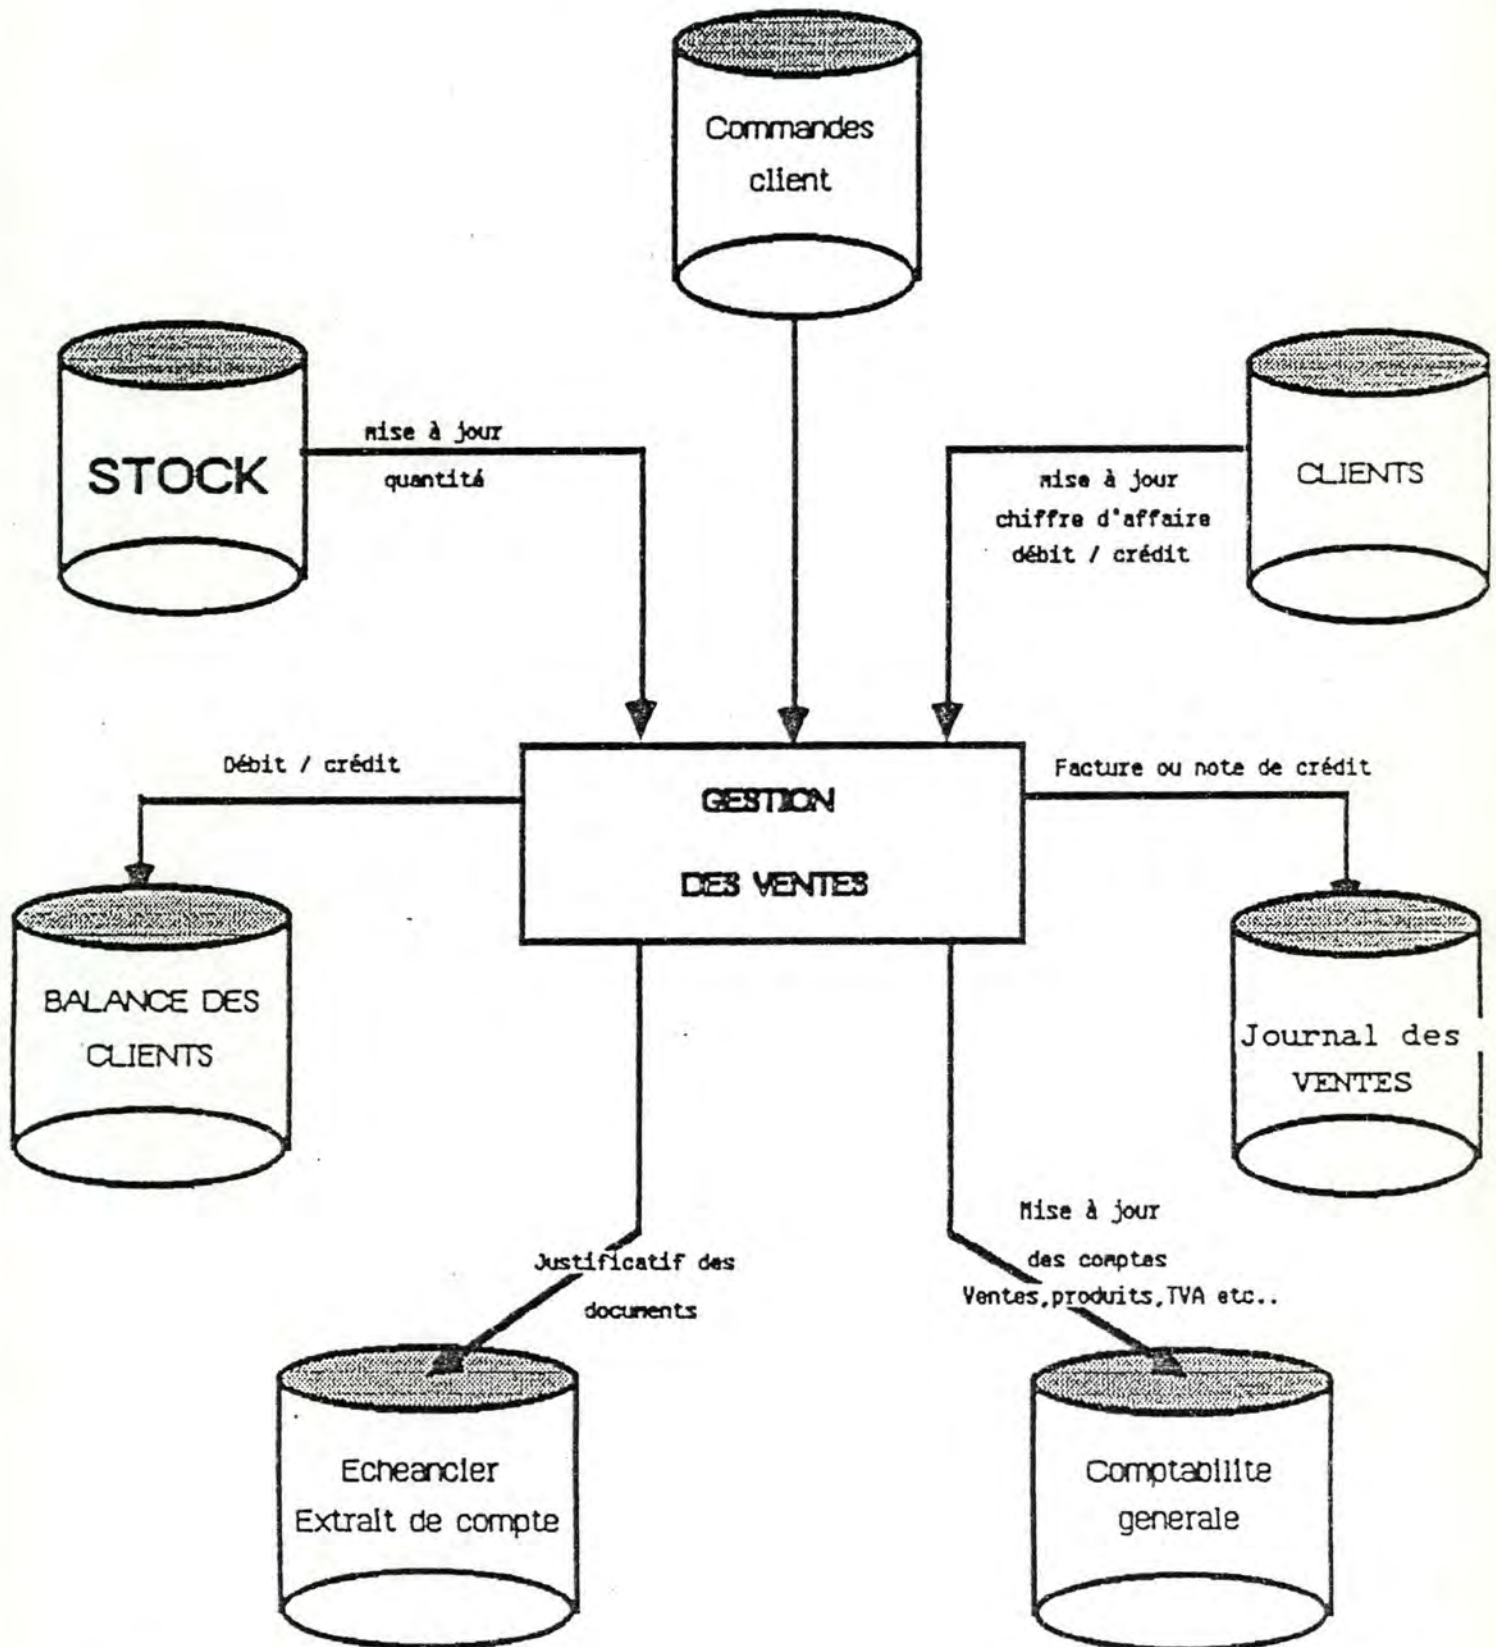 Commandes
client
STOCK
mise à jour
quantité
CLIENTS
mise à jour
chiffre d'affaire
débit / crédit
Débit / crédit
GESTION
DES VENTES
Facture ou note de crédit
BALANCE DES
CLIENTS
Journal des
VENTES
Justificatif des
documents
Mise à jour
des comptes
Ventes,produits,TVA etc..
Echeancier
Extrait de compte
Comptabilite
generale